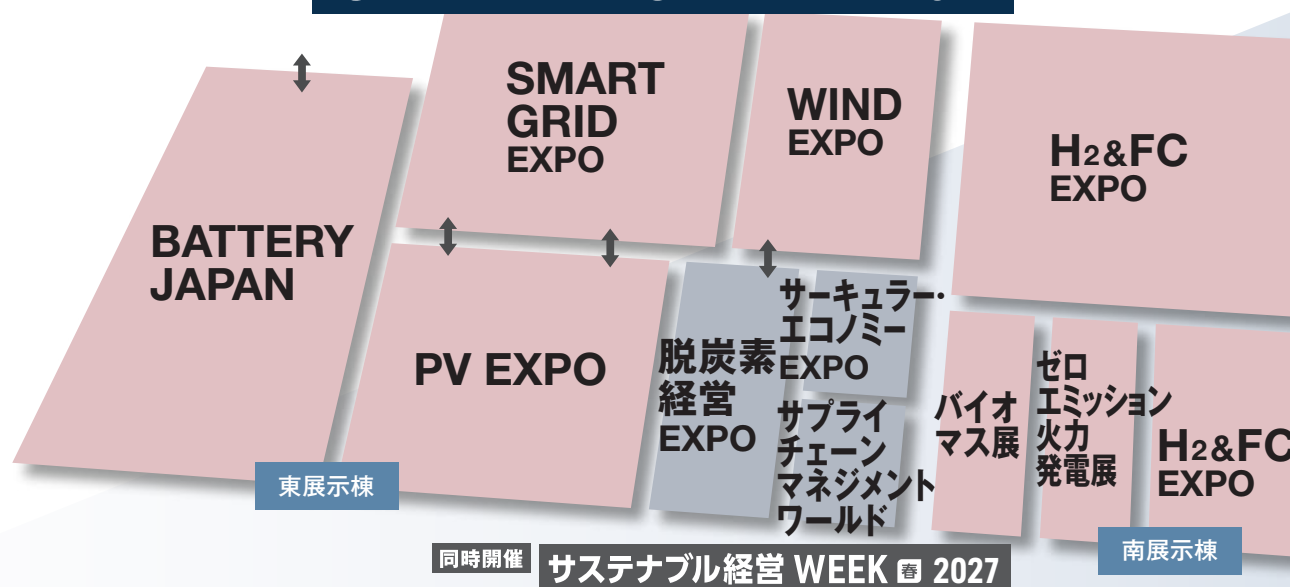 SMART
GRID
EXPO
WIND
EXPO
H2&FC
EXPO
BATTERY
JAPAN
PV EXPO
脱炭素
経営
EXPO
サーキュラー・
エコノミー
EXPO
サプライ
チェーン
マネジメント
ワールド
バイオ
マス展
ゼロ
エミッション
火力
発電展
H2&FC
EXPO
東展示棟
南展示棟
同時開催
サステナブル経営 WEEK 春 2027